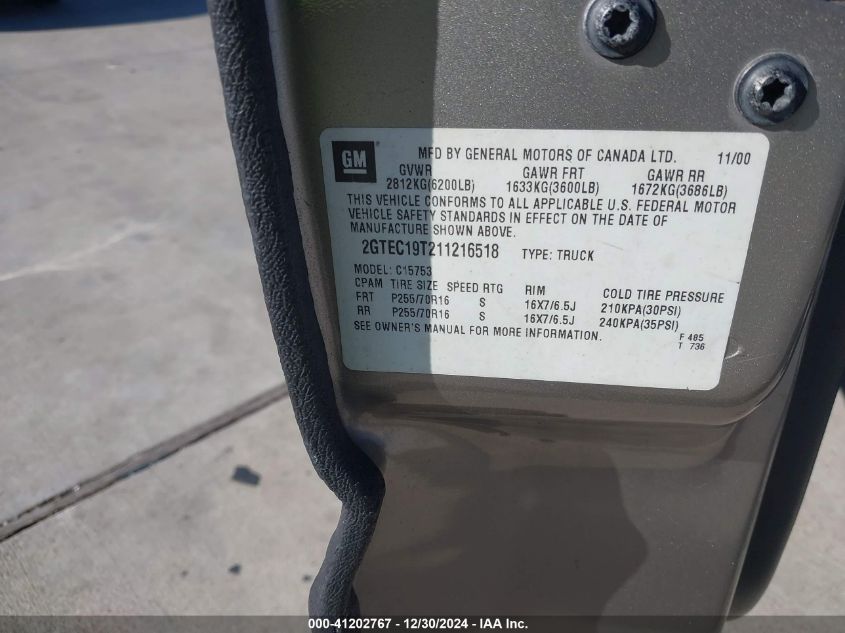 GM MFD BY GENERAL MOTORS OF CANADA LTD. 11/00
GVWR GAWR FRT GAWR RR
2812KG(6200LB) 1633KG(3600LB) 1672KG(3686LB)
THIS VEHICLE CONFORMS TO ALL APPLICABLE U.S. FEDERAL MOTOR
VEHICLE SAFETY STANDARDS IN EFFECT ON THE DATE OF
MANUFACTURE SHOWN ABOVE.
2GTEC19T211216518 TYPE: TRUCK
MODEL: C15753
CPAM TIRE SIZE SPEED RTG RIM COLD TIRE PRESSURE
FRT P255/70R16 S 16X7/6.5J 210KPA(30PSI)
RR P255/70R16 S 16X7/6.5J 240KPA(35PSI)
SEE OWNER'S MANUAL FOR MORE INFORMATION.
F 485
T 736
000-41202767 - 12/30/2024 - IAA Inc.